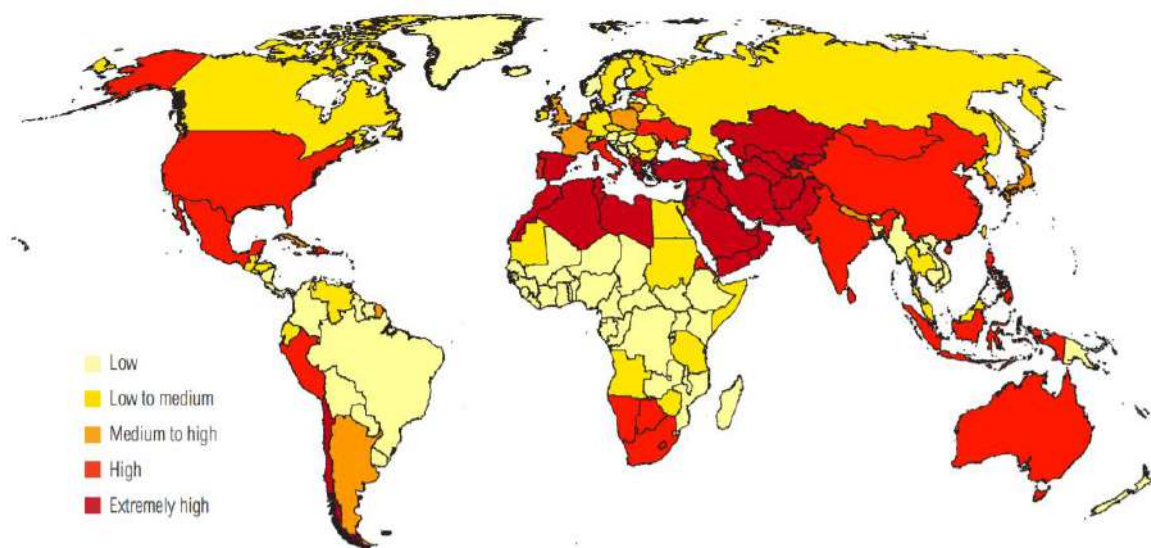 Low
Low to medium
Medium to high
High
Extremely high